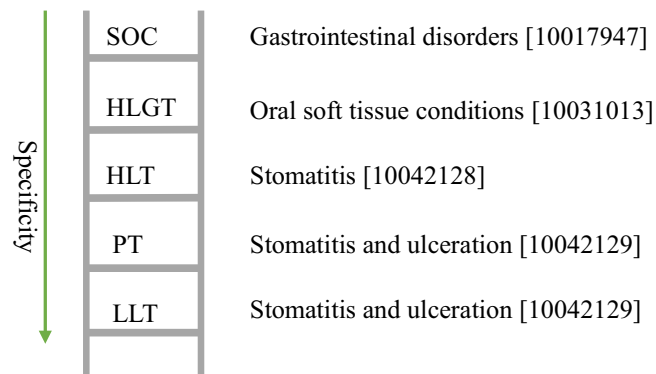 SOC Gastrointestinal disorders [10017947]
HLGT Oral soft tissue conditions [10031013]
HLT Stomatitis [10042128]
PT Stomatitis and ulceration [10042129]
LLT Stomatitis and ulceration [10042129]
Specificity